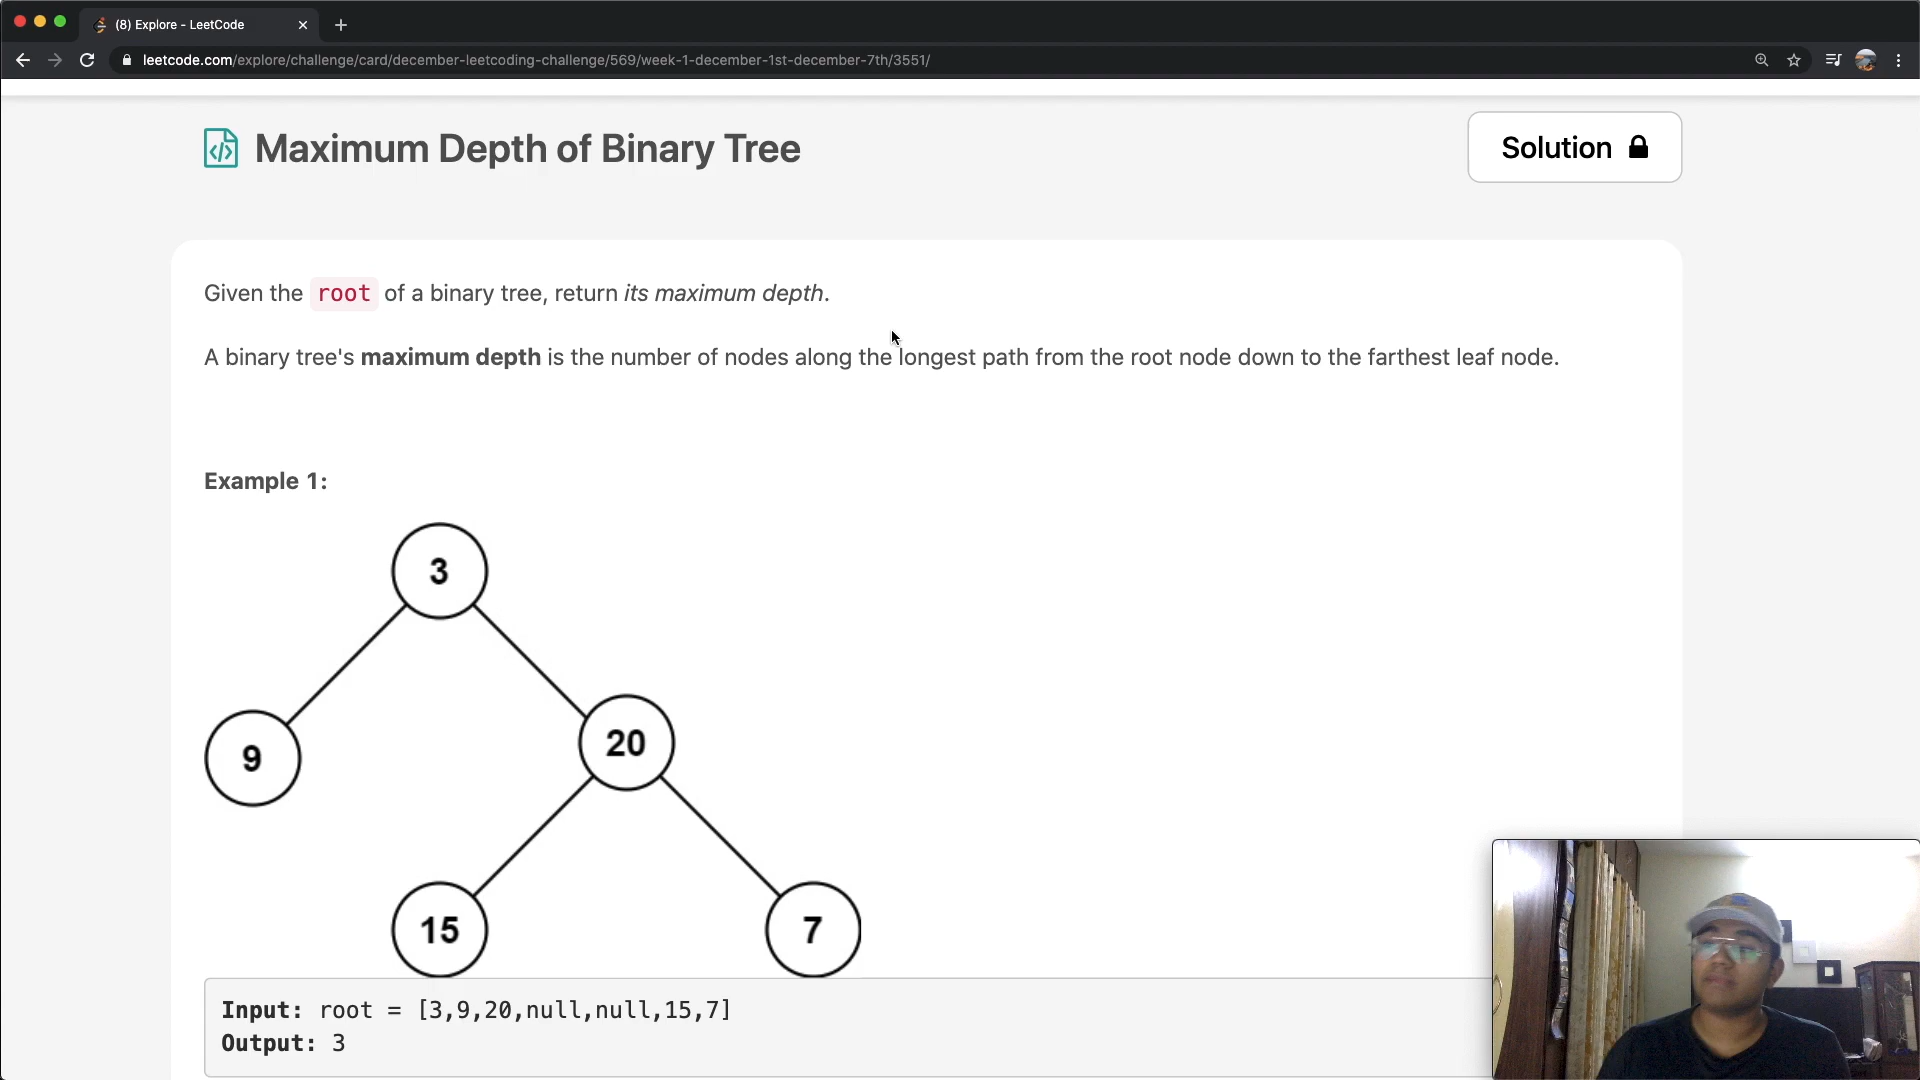 (8) Explore - LeetCode
leetcode.com/explore/challenge/card/december-leetcoding-challenge/569/week-1-december-1st-december-7th/3551/
Maximum Depth of Binary Tree
Solution
Given the root of a binary tree, return its maximum depth.
A binary tree's maximum depth is the number of nodes along the longest path from the root node down to the farthest leaf node.
Example 1:
3
9
20
15
7
Input: root = [3,9,20,null,null,15,7]
Output: 3